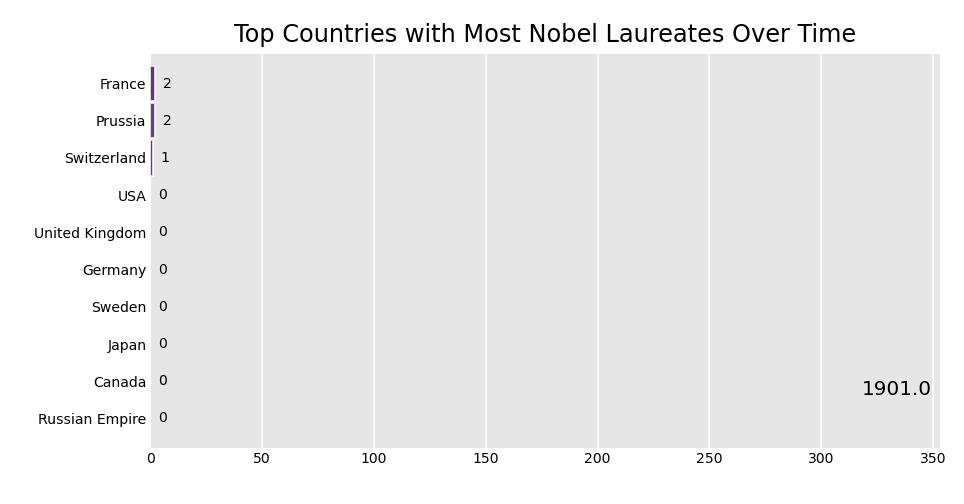 Top Countries with Most Nobel Laureates Over Time
France 2
Prussia 2
Switzerland 1
USA 0
United Kingdom 0
Germany 0
Sweden 0
Japan 0
Canada 0
1901.0
Russian Empire 0
0 50 100 150 200 250 300 350